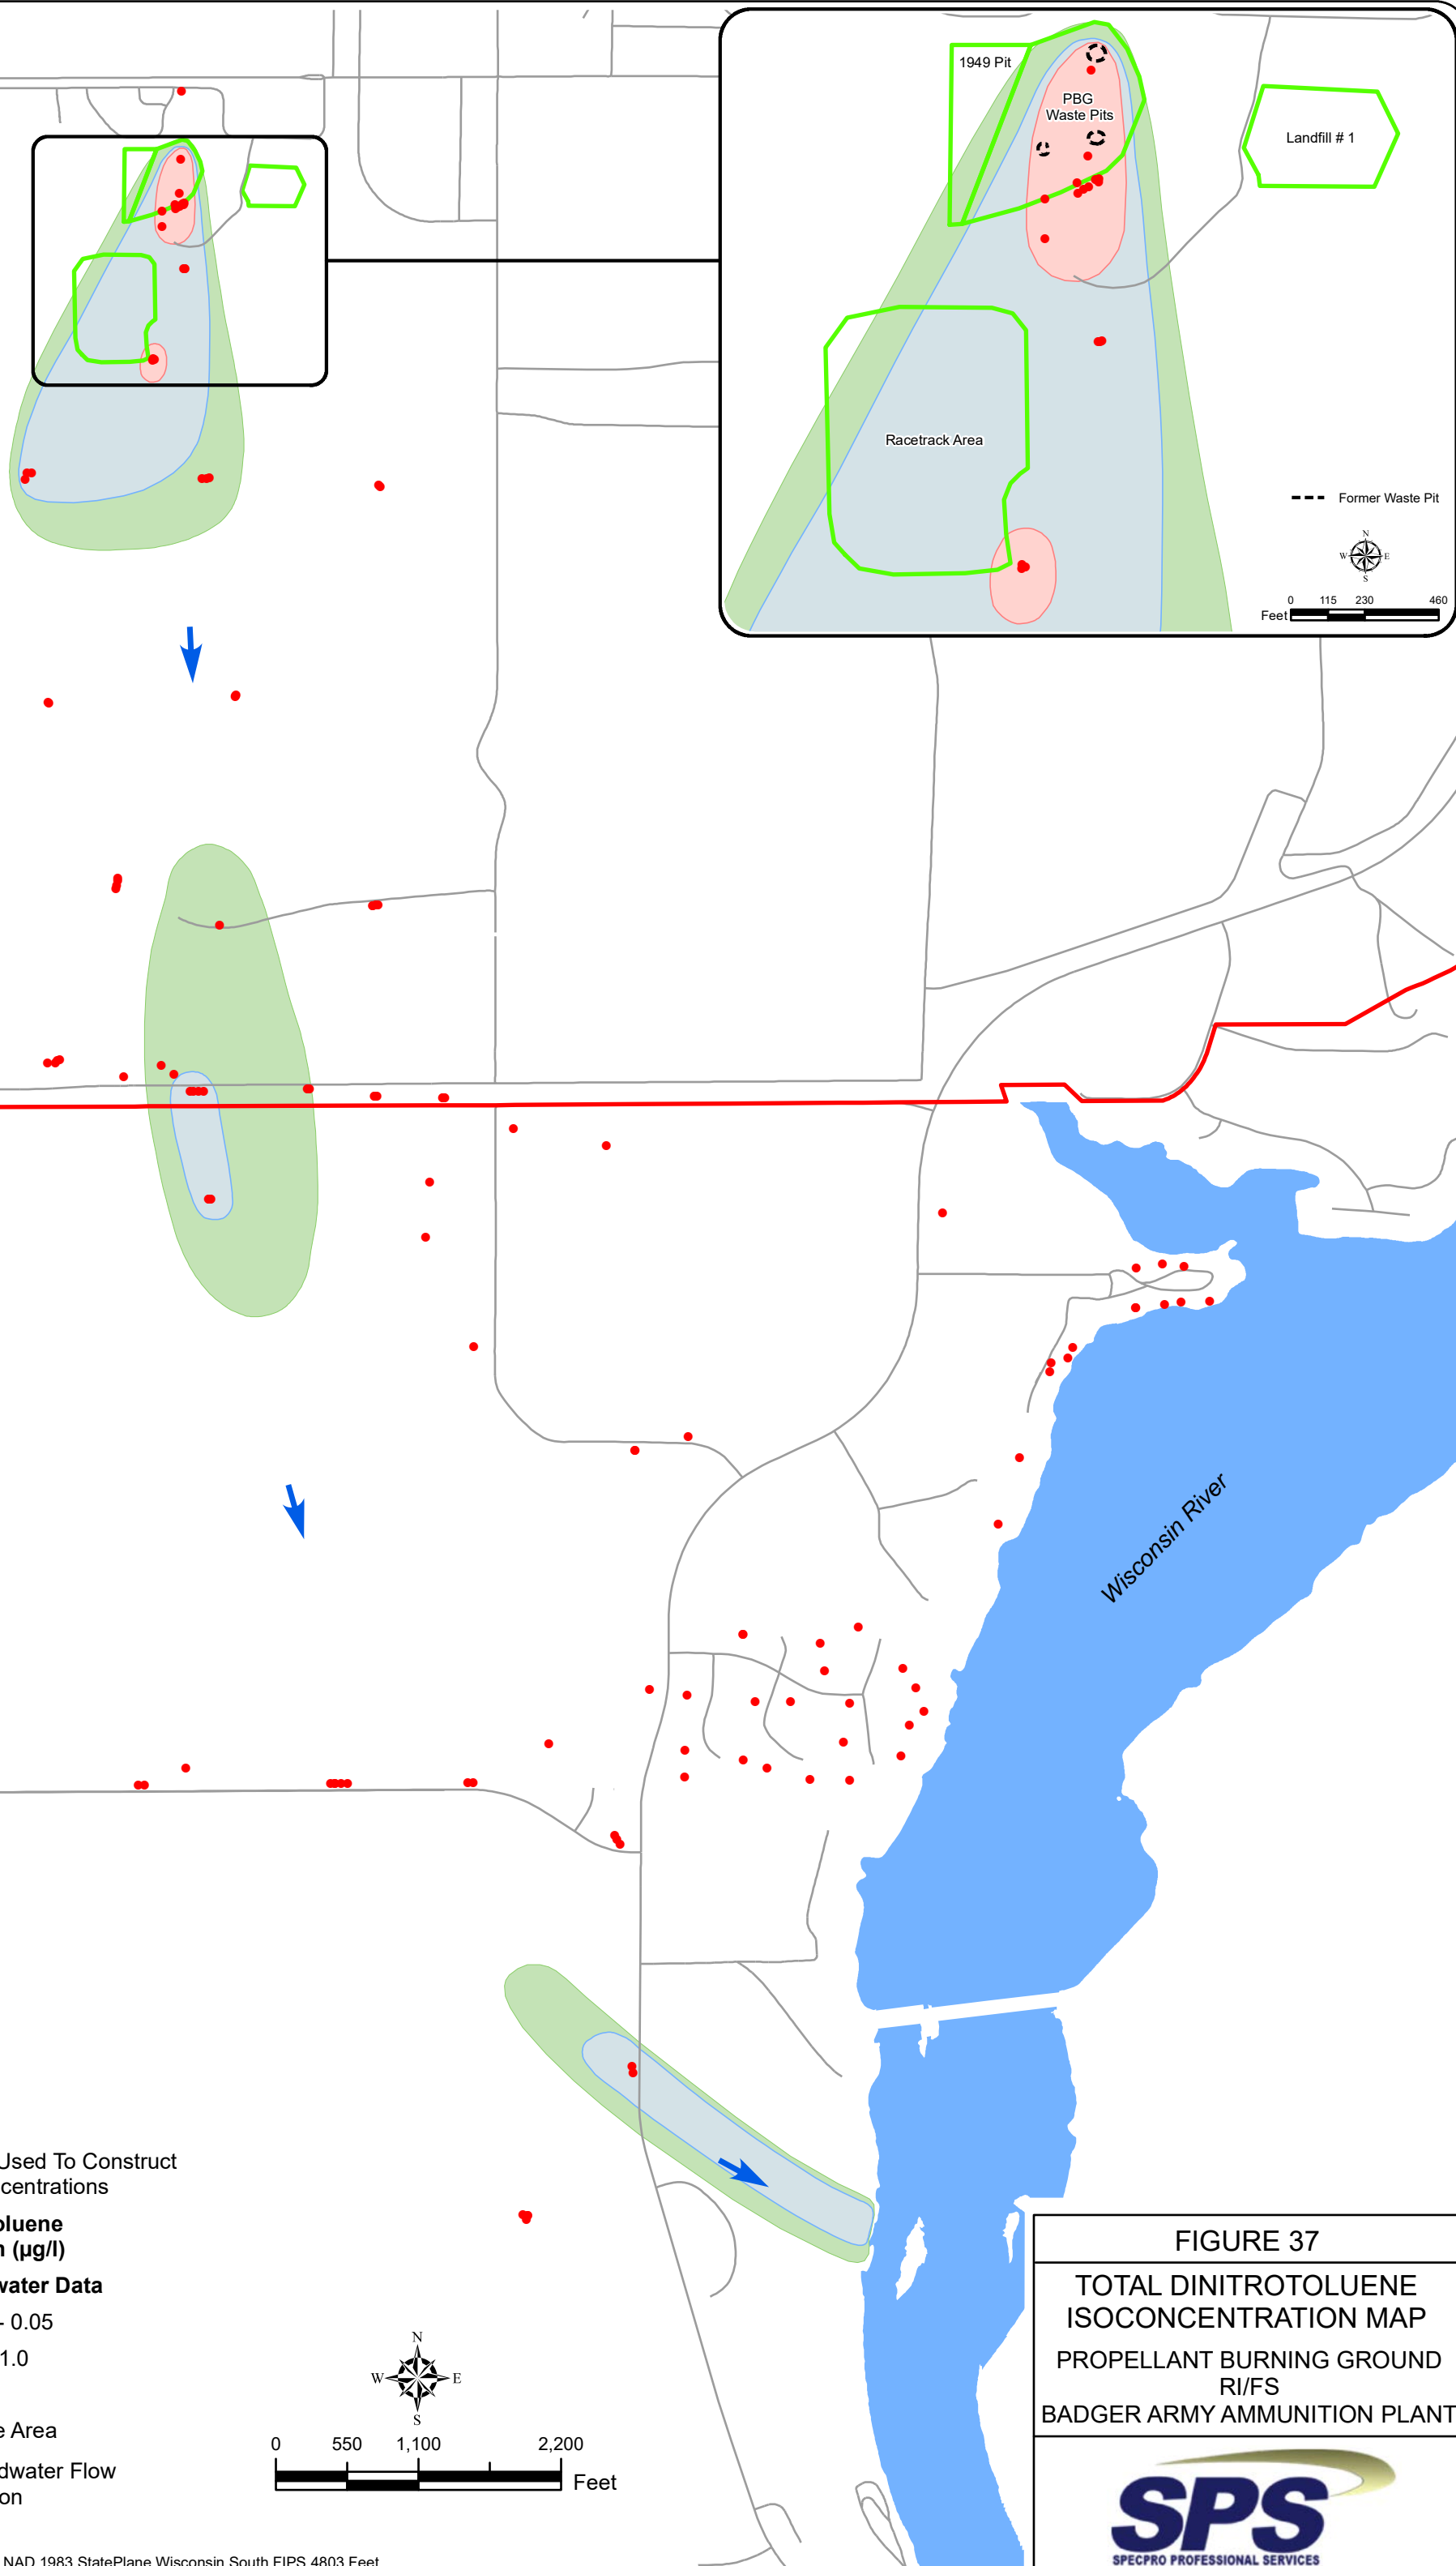 1949 Pit
PBG
Waste Pits
Landfill # 1
Racetrack Area
Former Waste Pit
N
W E
S
0 115 230 460
Feet
Wisconsin River
Used To Construct
centrations
oluene
(µg/l)
water Data
- 0.05
1.0
Area
dwater Flow
on
N
W E
S
0 550 1,100 2,200
Feet
NAD 1983 StatePlane Wisconsin South FIPS 4803 Feet
FIGURE 37
TOTAL DINITROTOLUENE
ISOCONCENTRATION MAP
PROPELLANT BURNING GROUND
RI/FS
BADGER ARMY AMMUNITION PLANT
SPS
SPECPRO PROFESSIONAL SERVICES